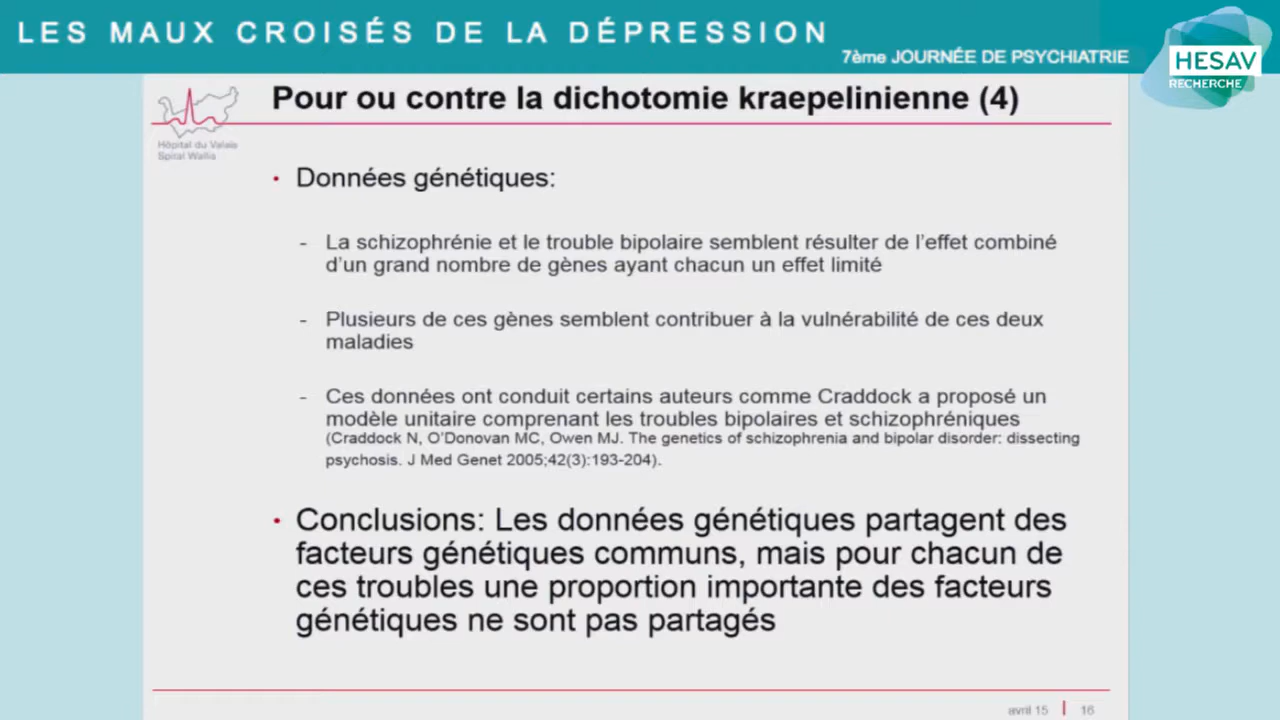 LES MAUX CROISÉS DE LA DÉPRESSION
7ème JOURNÉE DE PSYCHIATRIE
HESAV
RECHERCHE
Hôpital du Valais
Spital Wallis
Pour ou contre la dichotomie kraepelinienne (4)
• Données génétiques:
- La schizophrénie et le trouble bipolaire semblent résulter de l'effet combiné
d'un grand nombre de gènes ayant chacun un effet limité
- Plusieurs de ces gènes semblent contribuer à la vulnérabilité de ces deux
maladies
- Ces données ont conduit certains auteurs comme Craddock a proposé un
modèle unitaire comprenant les troubles bipolaires et schizophréniques
(Craddock N, O'Donovan MC, Owen MJ. The genetics of schizophrenia and bipolar disorder: dissecting
psychosis. J Med Genet 2005;42(3):193-204).
• Conclusions: Les données génétiques partagent des
facteurs génétiques communs, mais pour chacun de
ces troubles une proportion importante des facteurs
génétiques ne sont pas partagés
avril 15 | 16